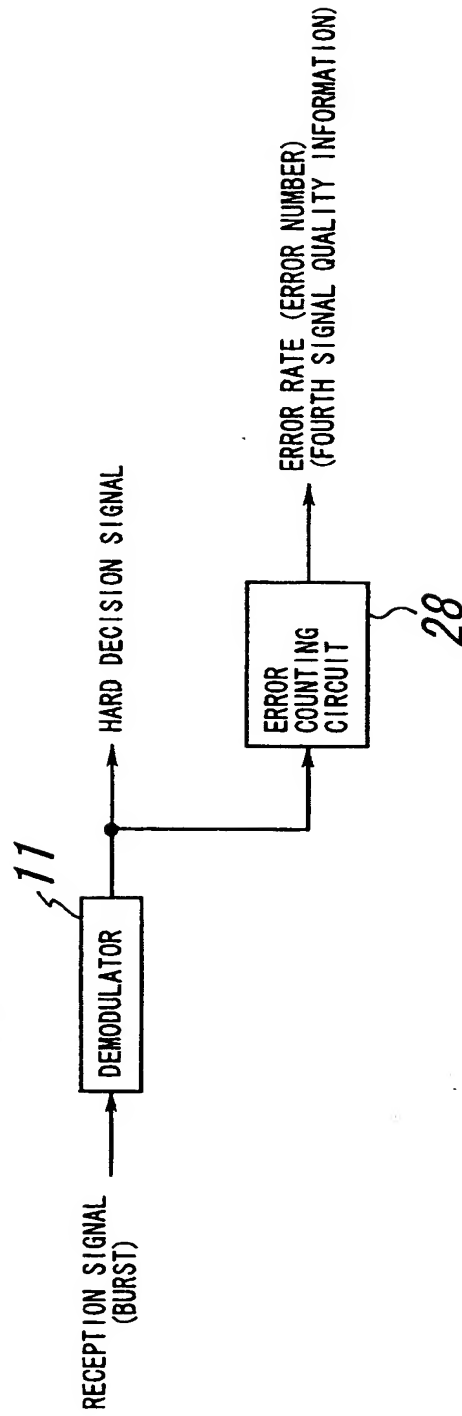 RECEPTION SIGNAL
(BURST)
11
DEMODULATOR
HARD DECISION SIGNAL
ERROR
COUNTING
CIRCUIT
28
ERROR RATE (ERROR NUMBER)
(FOURTH SIGNAL QUALITY INFORMATION)